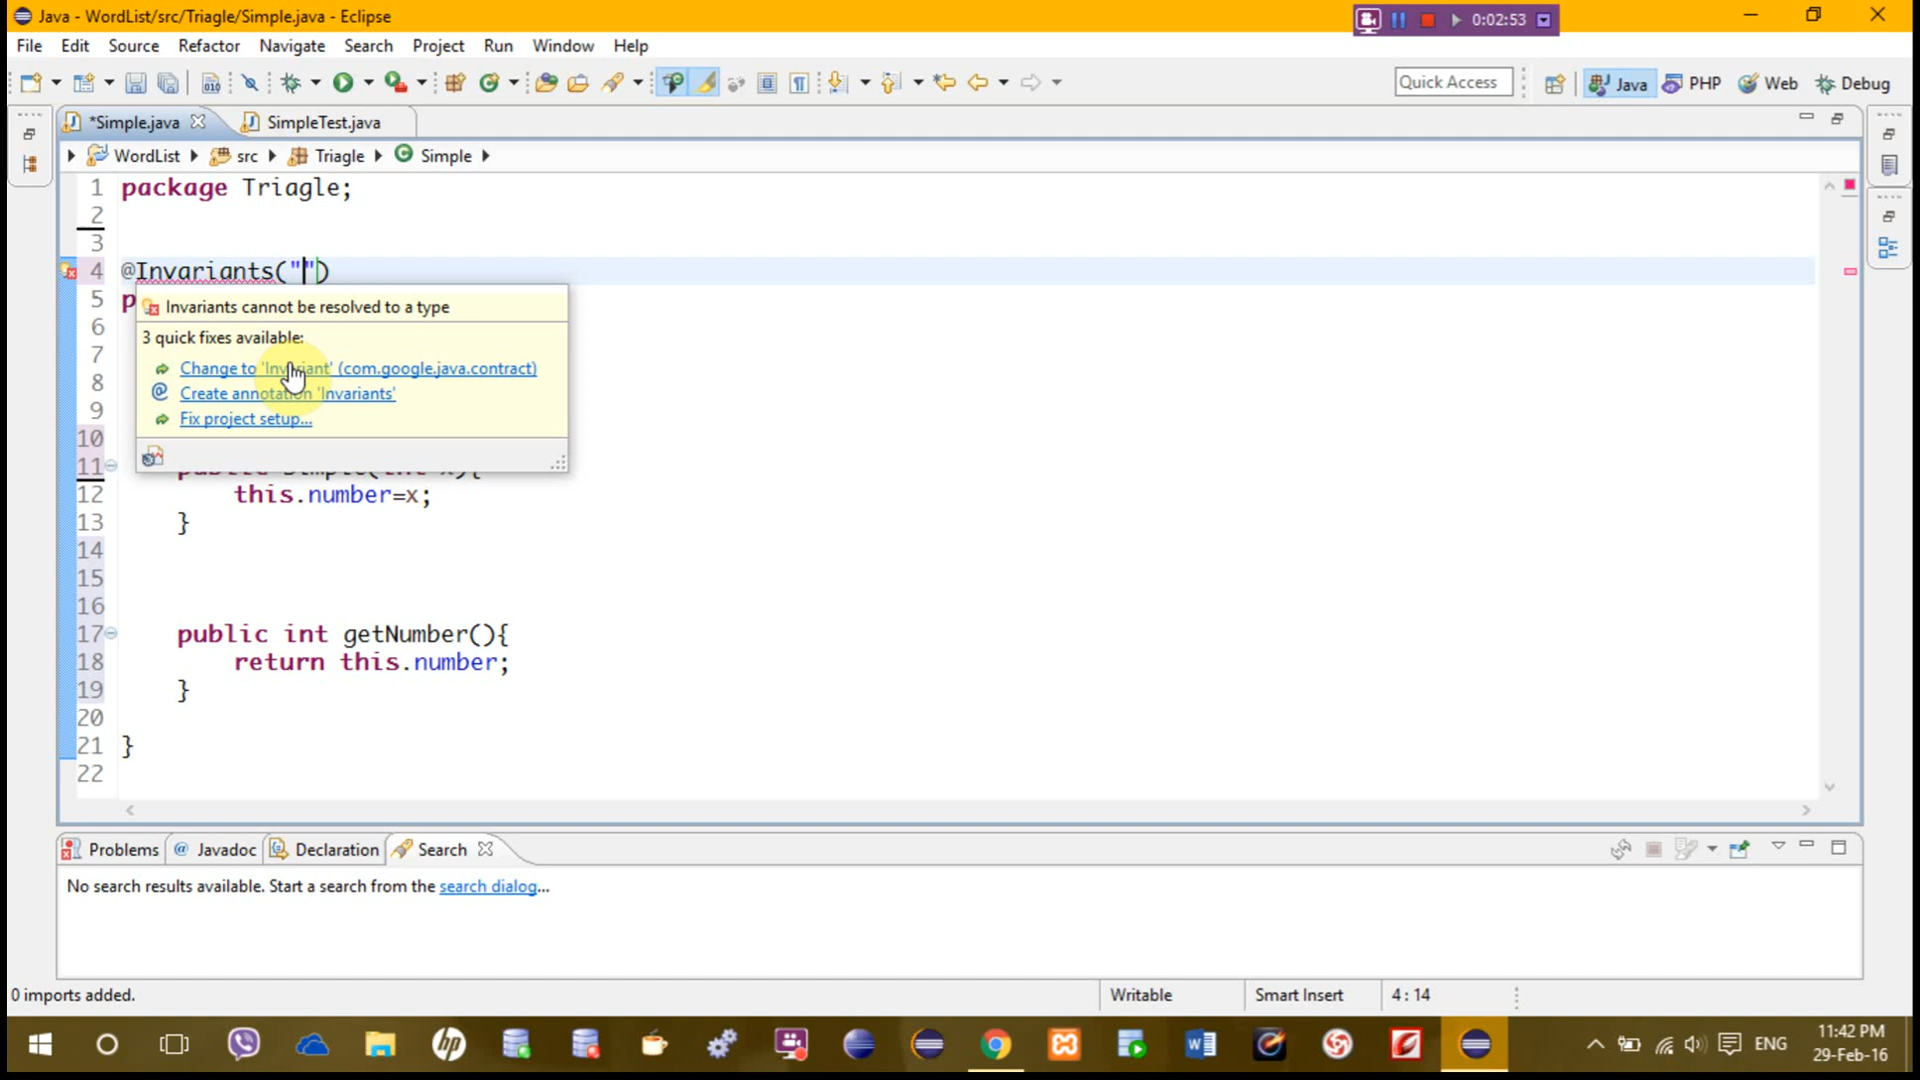 Java - WordList/src/Triagle/Simple.java - Eclipse
0:02:53
File Edit Source Refactor Navigate Search Project Run Window Help
Quick Access
Java PHP Web Debug
*Simple.java SimpleTest.java
WordList src Triagle Simple
1 package Triagle;
2
3
4 @Invariants("")
5 p
Invariants cannot be resolved to a type
6
3 quick fixes available:
7
Change to 'Invariant' (com.google.java.contract)
8
Create annotation 'Invariants'
9
Fix project setup...
10
11
12 this.number=x;
13 }
14
15
16
17 public int getNumber(){
18 return this.number;
19 }
20
21 }
22
Problems @ Javadoc Declaration Search
No search results available. Start a search from the search dialog...
0 imports added. Writable Smart Insert 4 : 14
ENG
11:42 PM
29-Feb-16